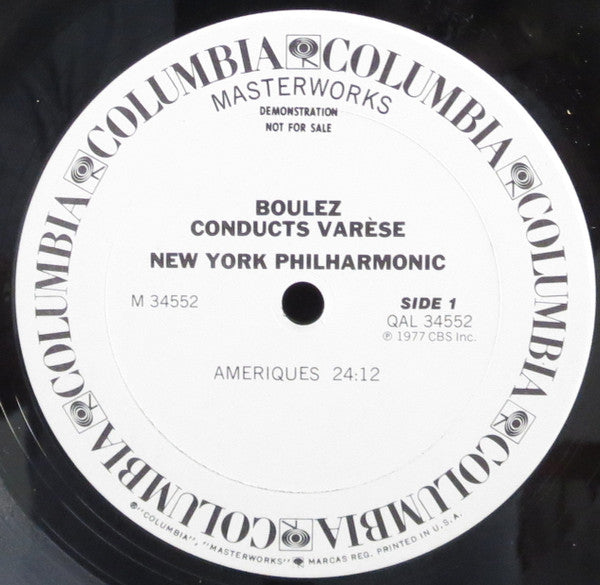 COLUMBIA COLUMBIA COLUMBIA COLUMBIA COLUMBIA COLUMBIA COLUMBIA COLUMBIA
MASTERWORKS
DEMONSTRATION
NOT FOR SALE
BOULEZ
CONDUCTS VARÈSE
NEW YORK PHILHARMONIC
M 34552
SIDE 1
QAL 34552
℗ 1977 CBS Inc.
AMERIQUES 24:12
® "COLUMBIA", "MASTERWORKS" MARCAS REG. PRINTED IN U.S.A.